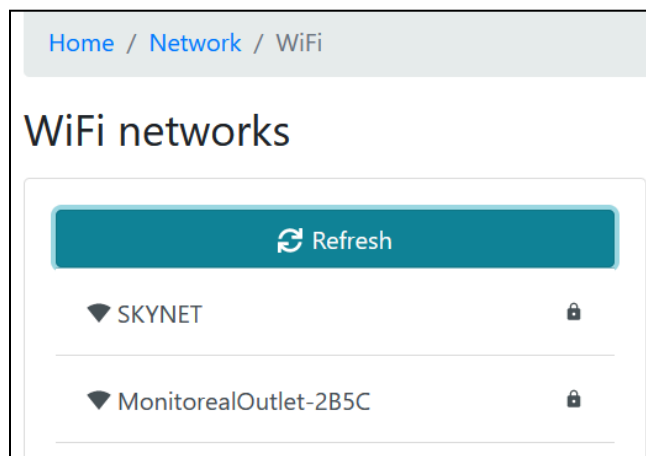 Home / Network / WiFi
WiFi networks
Refresh
SKYNET
MonitorealOutlet-2B5C